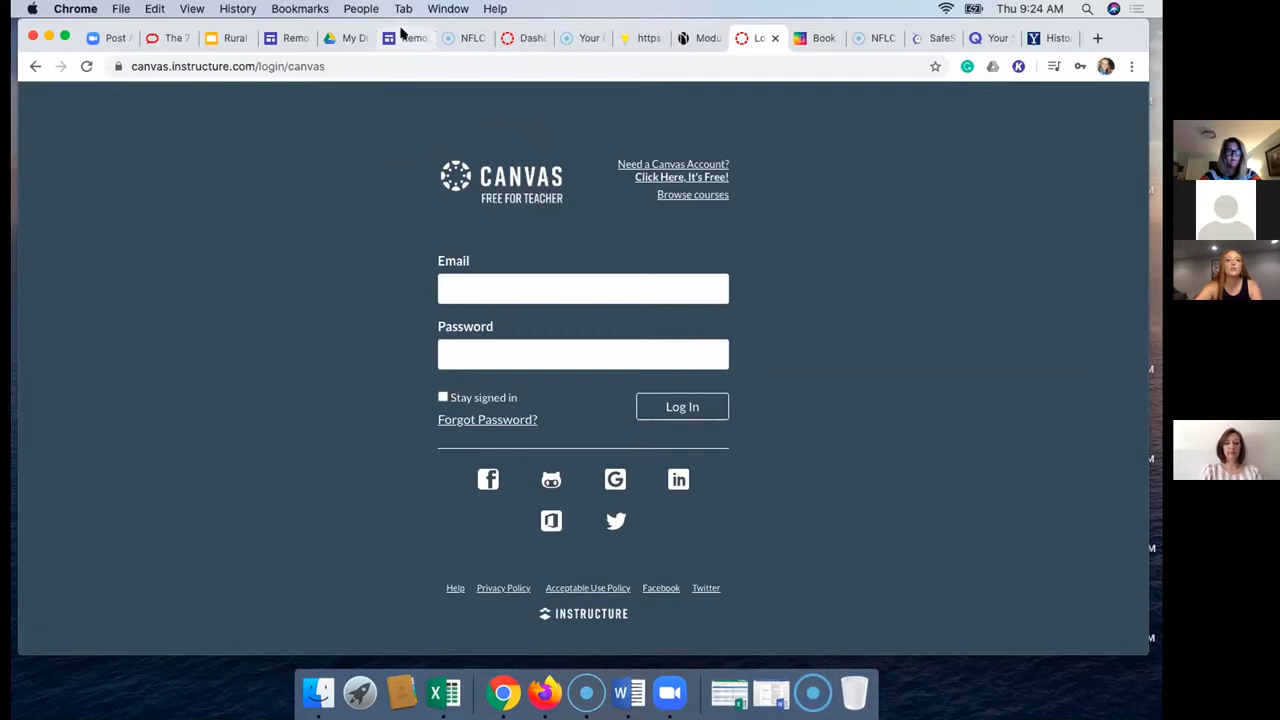 Chrome File Edit View History Bookmarks People Tab Window Help Thu 9:24 AM
Post / The 7 Rural Remo My Di Remo NFLC Dash Your https Modu Lo Book NFLC SafeS Your Histo
canvas.instructure.com/login/canvas
CANVAS
FREE FOR TEACHER
Need a Canvas Account?
Click Here, It's Free!
Browse courses
Email
Password
Stay signed in
Log In
Forgot Password?
Help Privacy Policy Acceptable Use Policy Facebook Twitter
INSTRUCTURE